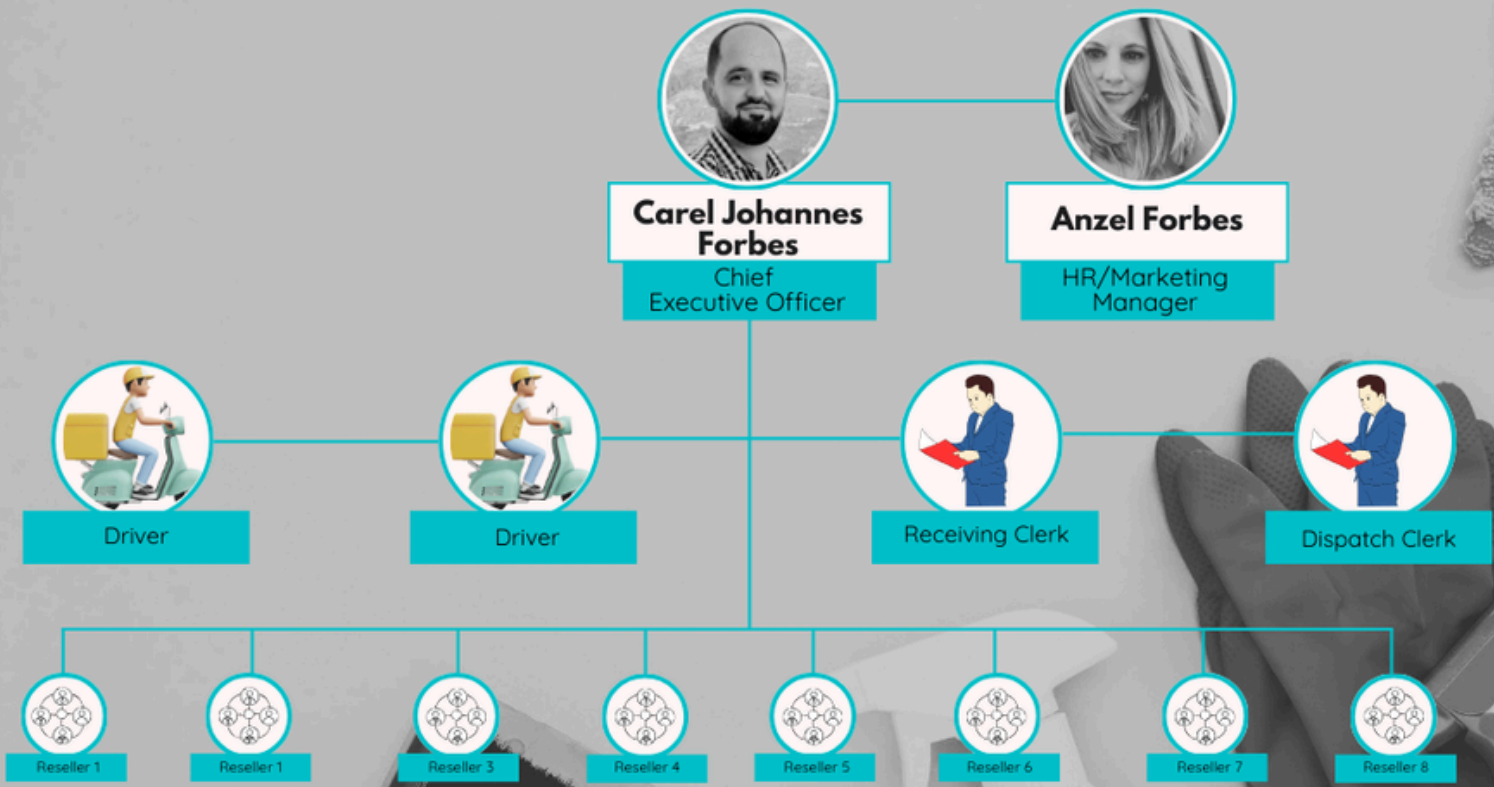 Carel Johannes
Forbes
Chief
Executive Officer
Anzel Forbes
HR/Marketing
Manager
Driver
Driver
Receiving Clerk
Dispatch Clerk
Reseller 1
Reseller 1
Reseller 3
Reseller 4
Reseller 5
Reseller 6
Reseller 7
Reseller 8